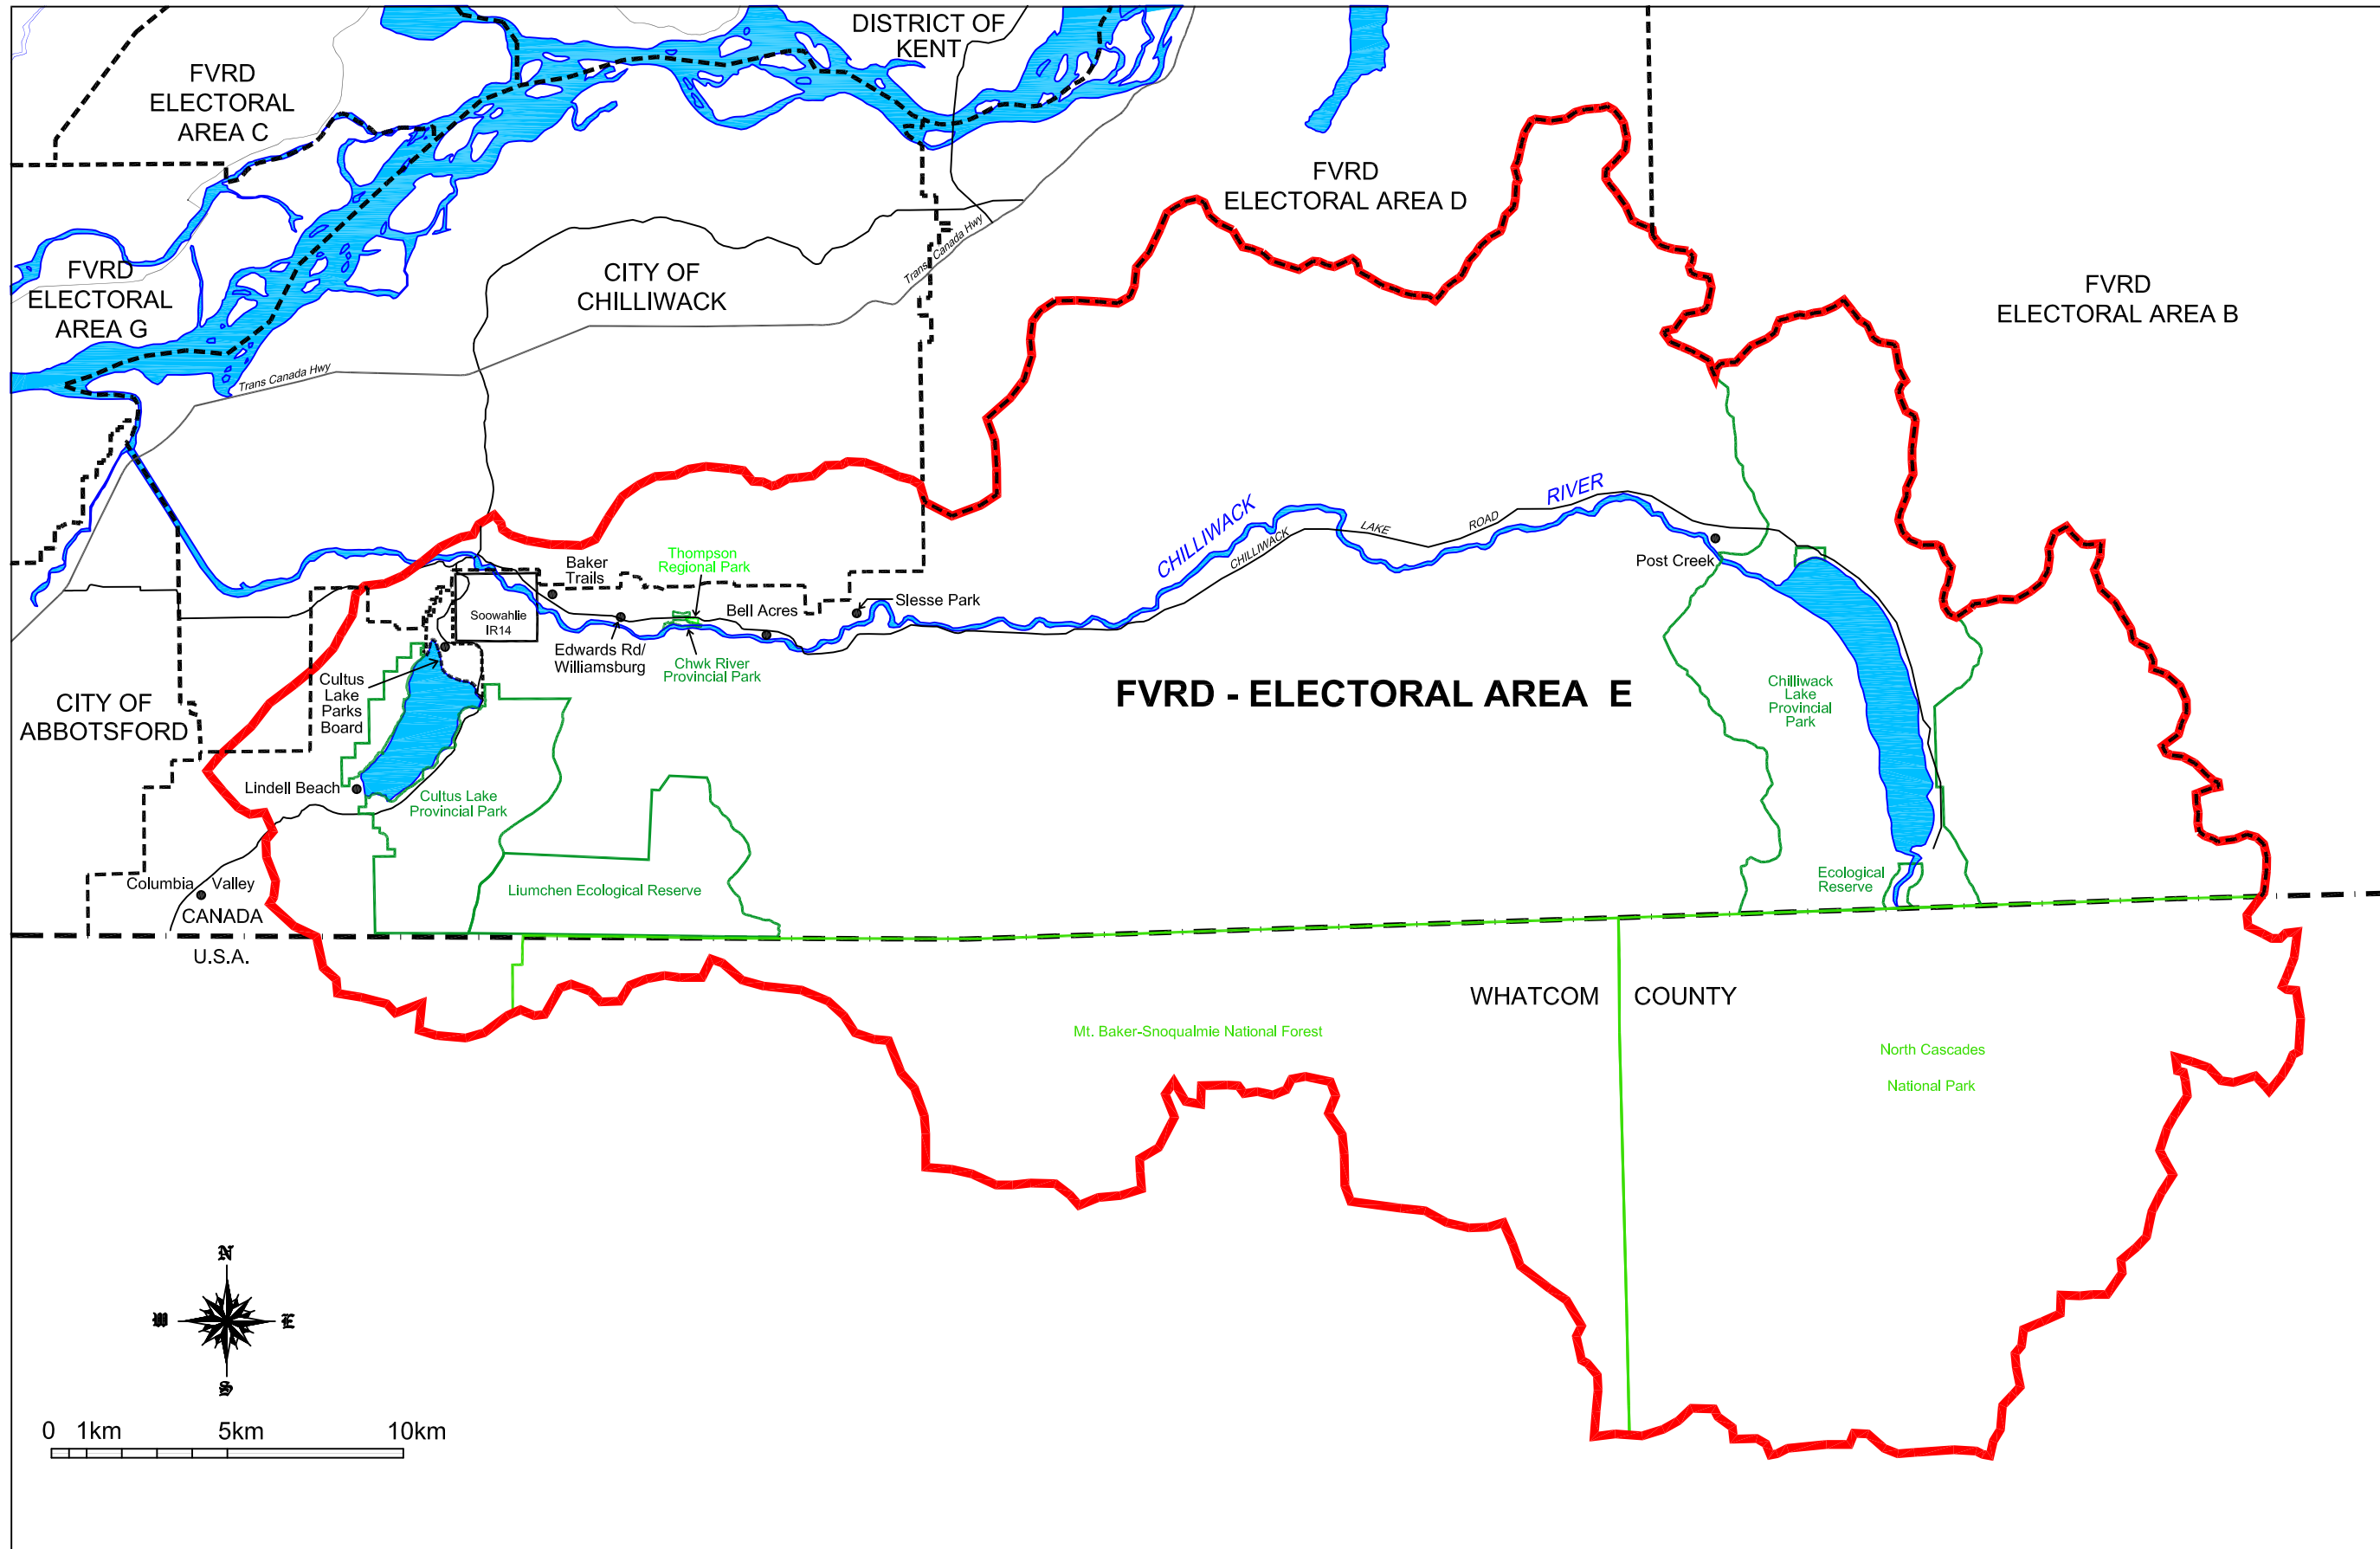 DISTRICT OF
KENT
FVRD
ELECTORAL
AREA C
FVRD
ELECTORAL AREA D
FVRD
ELECTORAL
AREA G
CITY OF
CHILLIWACK
Trans Canada Hwy
FVRD
ELECTORAL AREA B
Trans Canada Hwy
CHILLIWACK
RIVER
CHILLIWACK
LAKE
ROAD
Baker
Trails
Thompson
Regional Park
Post Creek
Soowahlie
IR14
Bell Acres
Slesse Park
Edwards Rd/
Williamsburg
Chwk River
Provincial Park
Cultus
Lake
Parks
Board
CITY OF
ABBOTSFORD
FVRD - ELECTORAL AREA E
Chilliwack
Lake
Provincial
Park
Lindell Beach
Cultus Lake
Provincial Park
Columbia Valley
Liumchen Ecological Reserve
Ecological
Reserve
CANADA
U.S.A.
WHATCOM COUNTY
Mt. Baker-Snoqualmie National Forest
North Cascades
National Park
N
W E
S
0 1km 5km 10km